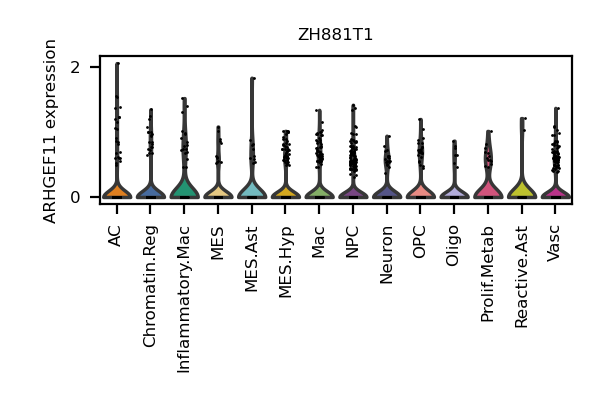 ZH881T1
ARHGEF11 expression
2
0
AC
Chromatin.Reg
Inflammatory.Mac
MES
MES.Ast
MES.Hyp
Mac
NPC
Neuron
OPC
Oligo
Prolif.Metab
Reactive.Ast
Vasc